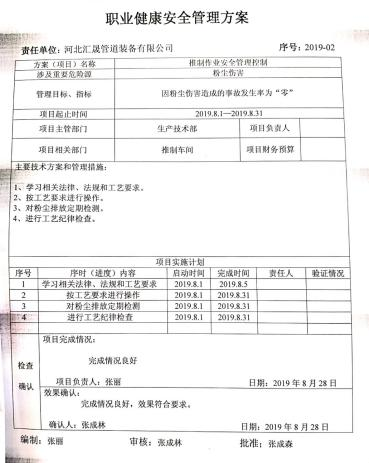 职业健康安全管理方案
责任单位：河北汇晟管道装备有限公司 序号：2019-02
方案（项目）名称 推制作业安全管理控制
涉及重要危险源 粉尘伤害
管理目标、指标 因粉尘伤害造成的事故发生率为“零”
项目起止时间 2019.8.1—2019.8.31
项目主管部门 生产技术部 项目负责人
项目相关部门 推制车间 项目财务预算
主要技术方案和管理措施：
1、学习相关法律、法规和工艺要求。
2、按工艺要求进行操作。
3、对粉尘排放定期检测。
4、进行工艺纪律检查。
项目实施计划
序号 序时（进度）内容 启动时间 完成时间 责任人 验证情况
1 学习相关法律、法规和工艺要求 2019.8.1 2019.8.5
2 按工艺要求进行操作 2019.8.1 2019.8.31
3 对粉尘排放定期检测 2019.8.1 2019.8.31
4 进行工艺纪律检查 2019.8.1 2019.8.31
检查
确认
项目完成情况：
完成情况良好
项目负责人：张丽 日期：2019 年 8 月 28 日
效果确认：
完成情况良好，效果符合要求。
确认人：张成林 日期：2019 年 8 月 28 日
编制：张丽 审核：张成林 批准：张成森